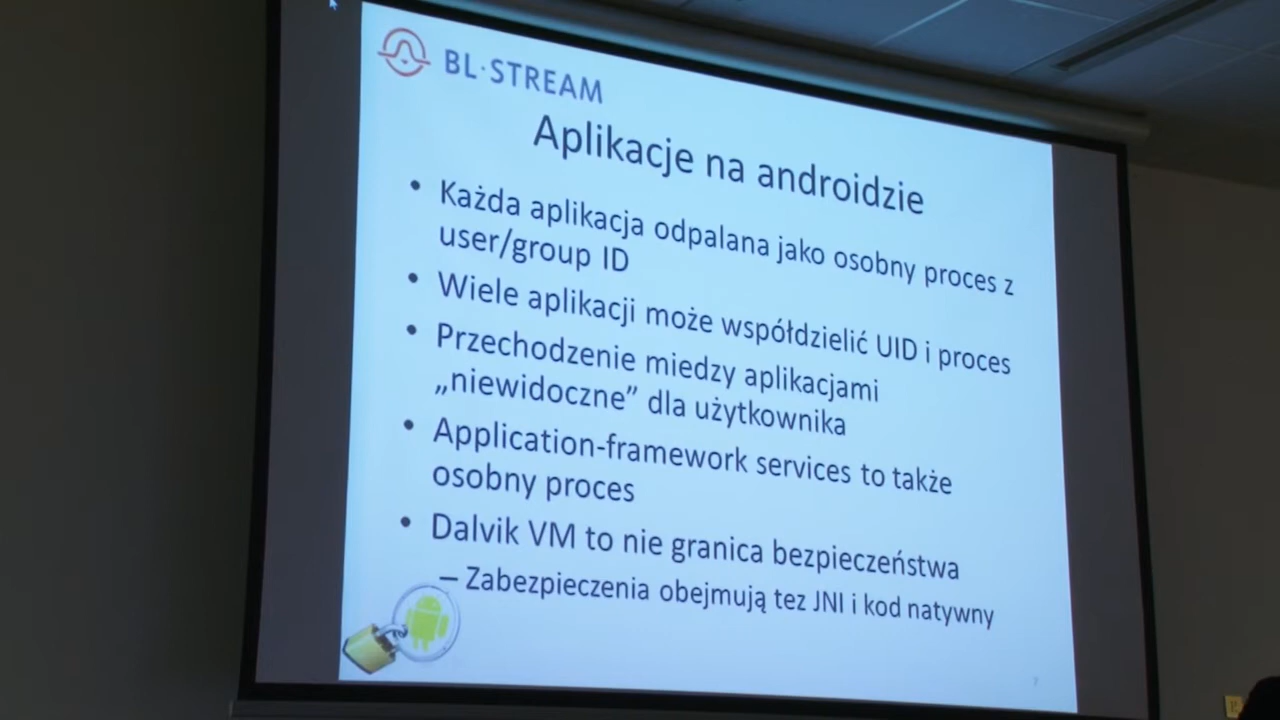 BL·STREAM
Aplikacje na androidzie
• Każda aplikacja odpalana jako osobny proces z
user/group ID
• Wiele aplikacji może współdzielić UID i proces
• Przechodzenie miedzy aplikacjami
„niewidoczne” dla użytkownika
• Application-framework services to także
osobny proces
• Dalvik VM to nie granica bezpieczeństwa
– Zabezpieczenia obejmują tez JNI i kod natywny